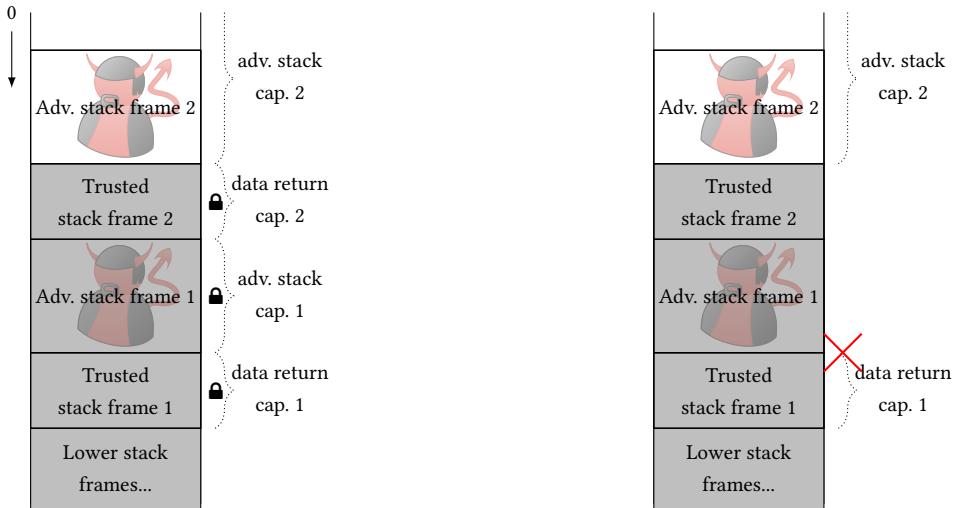 0
adv. stack
cap. 2
Adv. stack frame 2
Trusted
stack frame 2
data return
cap. 2
Adv. stack frame 1
adv. stack
cap. 1
Trusted
stack frame 1
data return
cap. 1
Lower stack
frames...
adv. stack
cap. 2
Adv. stack frame 2
Trusted
stack frame 2
Adv. stack frame 1
Trusted
stack frame 1
data return
cap. 1
Lower stack
frames...